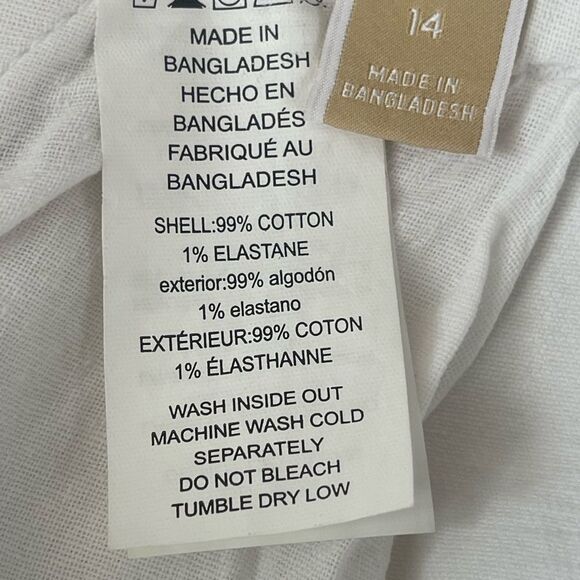 MADE IN
BANGLADESH
HECHO EN
BANGLADÉS
FABRIQUÉ AU
BANGLADESH
SHELL:99% COTTON
1% ELASTANE
exterior:99% algodón
1% elastano
EXTÉRIEUR:99% COTON
1% ÉLASTHANNE
WASH INSIDE OUT
MACHINE WASH COLD
SEPARATELY
DO NOT BLEACH
TUMBLE DRY LOW
14
MADE IN
BANGLADESH